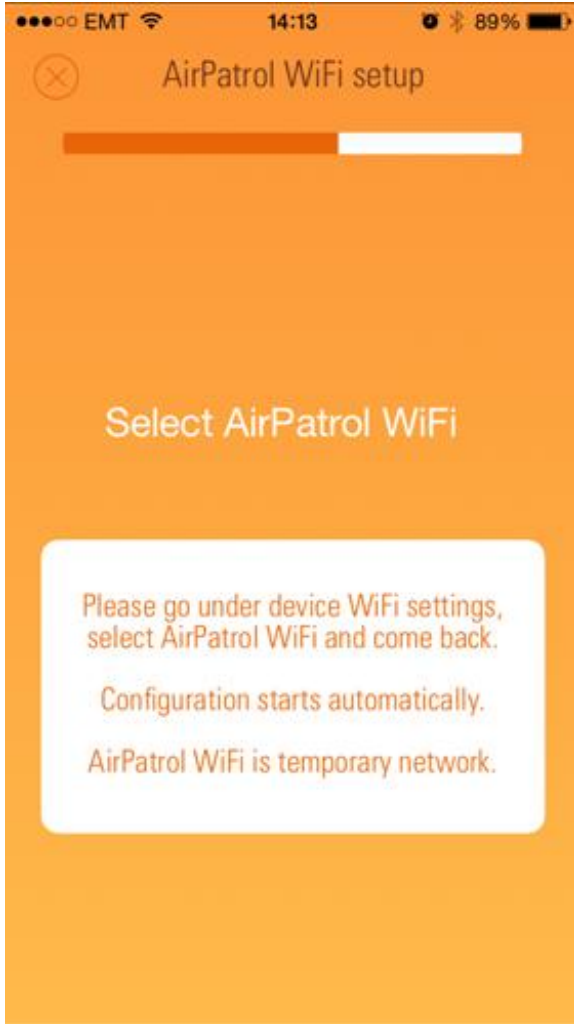 EMT 14:13 89%
AirPatrol WiFi setup
Select AirPatrol WiFi
Please go under device WiFi settings,
select AirPatrol WiFi and come back.
Configuration starts automatically.
AirPatrol WiFi is temporary network.